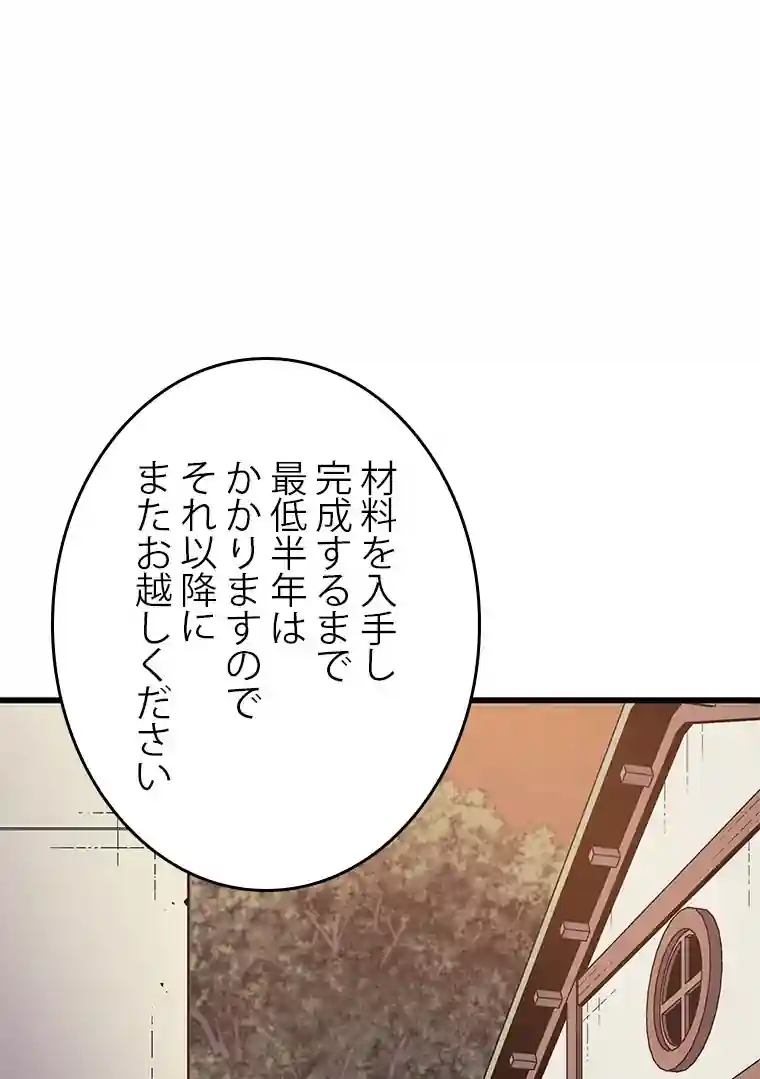 材料を入手し
完成するまで
最低半年は
かかりますので
それ以降に
またお越しください